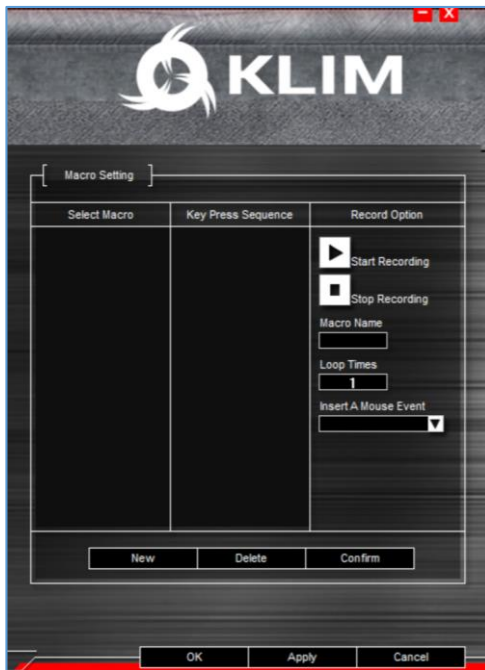 KLIM
Macro Setting
Select Macro
Key Press Sequence
Record Option
Start Recording
Stop Recording
Macro Name
Loop Times
1
Insert A Mouse Event
New
Delete
Confirm
OK
Apply
Cancel